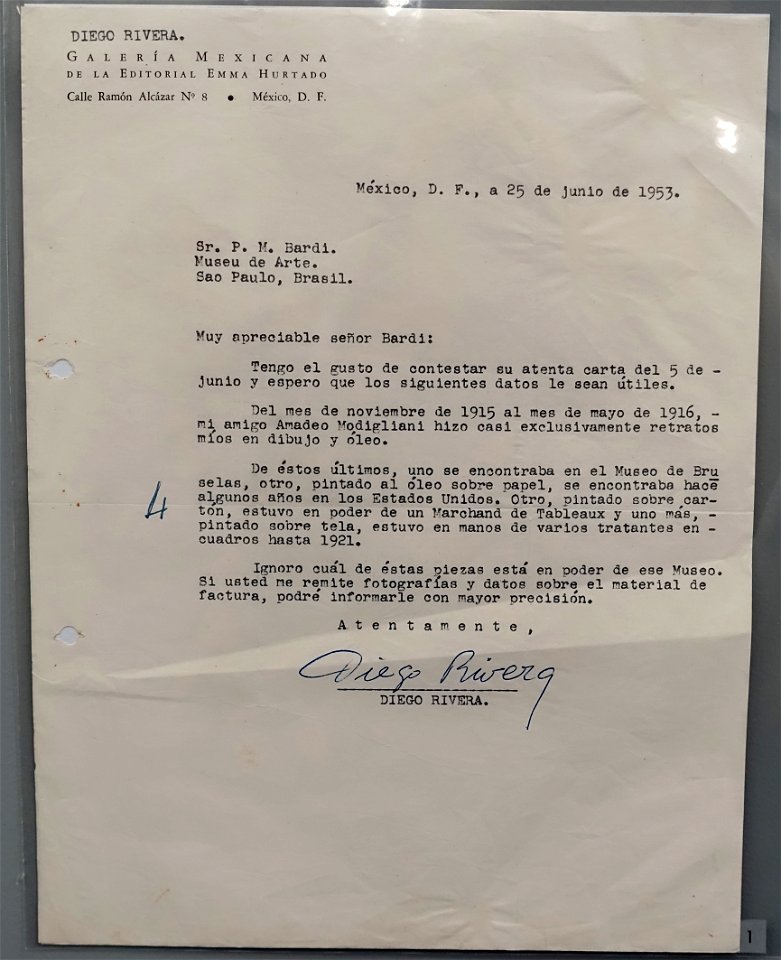 DIEGO RIVERA.
GALERÍA MEXICANA
DE LA EDITORIAL EMMA HURTADO
Calle Ramón Alcázar Nº 8 • México, D. F.
México, D. F., a 25 de junio de 1953.
Sr. P. M. Bardi.
Museu de Arte.
Sao Paulo, Brasil.
Muy apreciable señor Bardi:
Tengo el gusto de contestar su atenta carta del 5 de -
junio y espero que los siguientes datos le sean útiles.
Del mes de noviembre de 1915 al mes de mayo de 1916, -
mi amigo Amadeo Modigliani hizo casi exclusivamente retratos
míos en dibujo y óleo.
De éstos últimos, uno se encontraba en el Museo de Bru
selas, otro, pintado al óleo sobre papel, se encontraba hace
algunos años en los Estados Unidos. Otro, pintado sobre car-
tón, estuvo en poder de un Marchand de Tableaux y uno más, -
pintado sobre tela, estuvo en manos de varios tratantes en -
cuadros hasta 1921.
4
Ignoro cuál de éstas piezas está en poder de ese Museo.
Si usted me remite fotografías y datos sobre el material de
factura, podré informarle con mayor precisión.
A t e n t a m e n t e ,
Diego Rivera
DIEGO RIVERA.
1